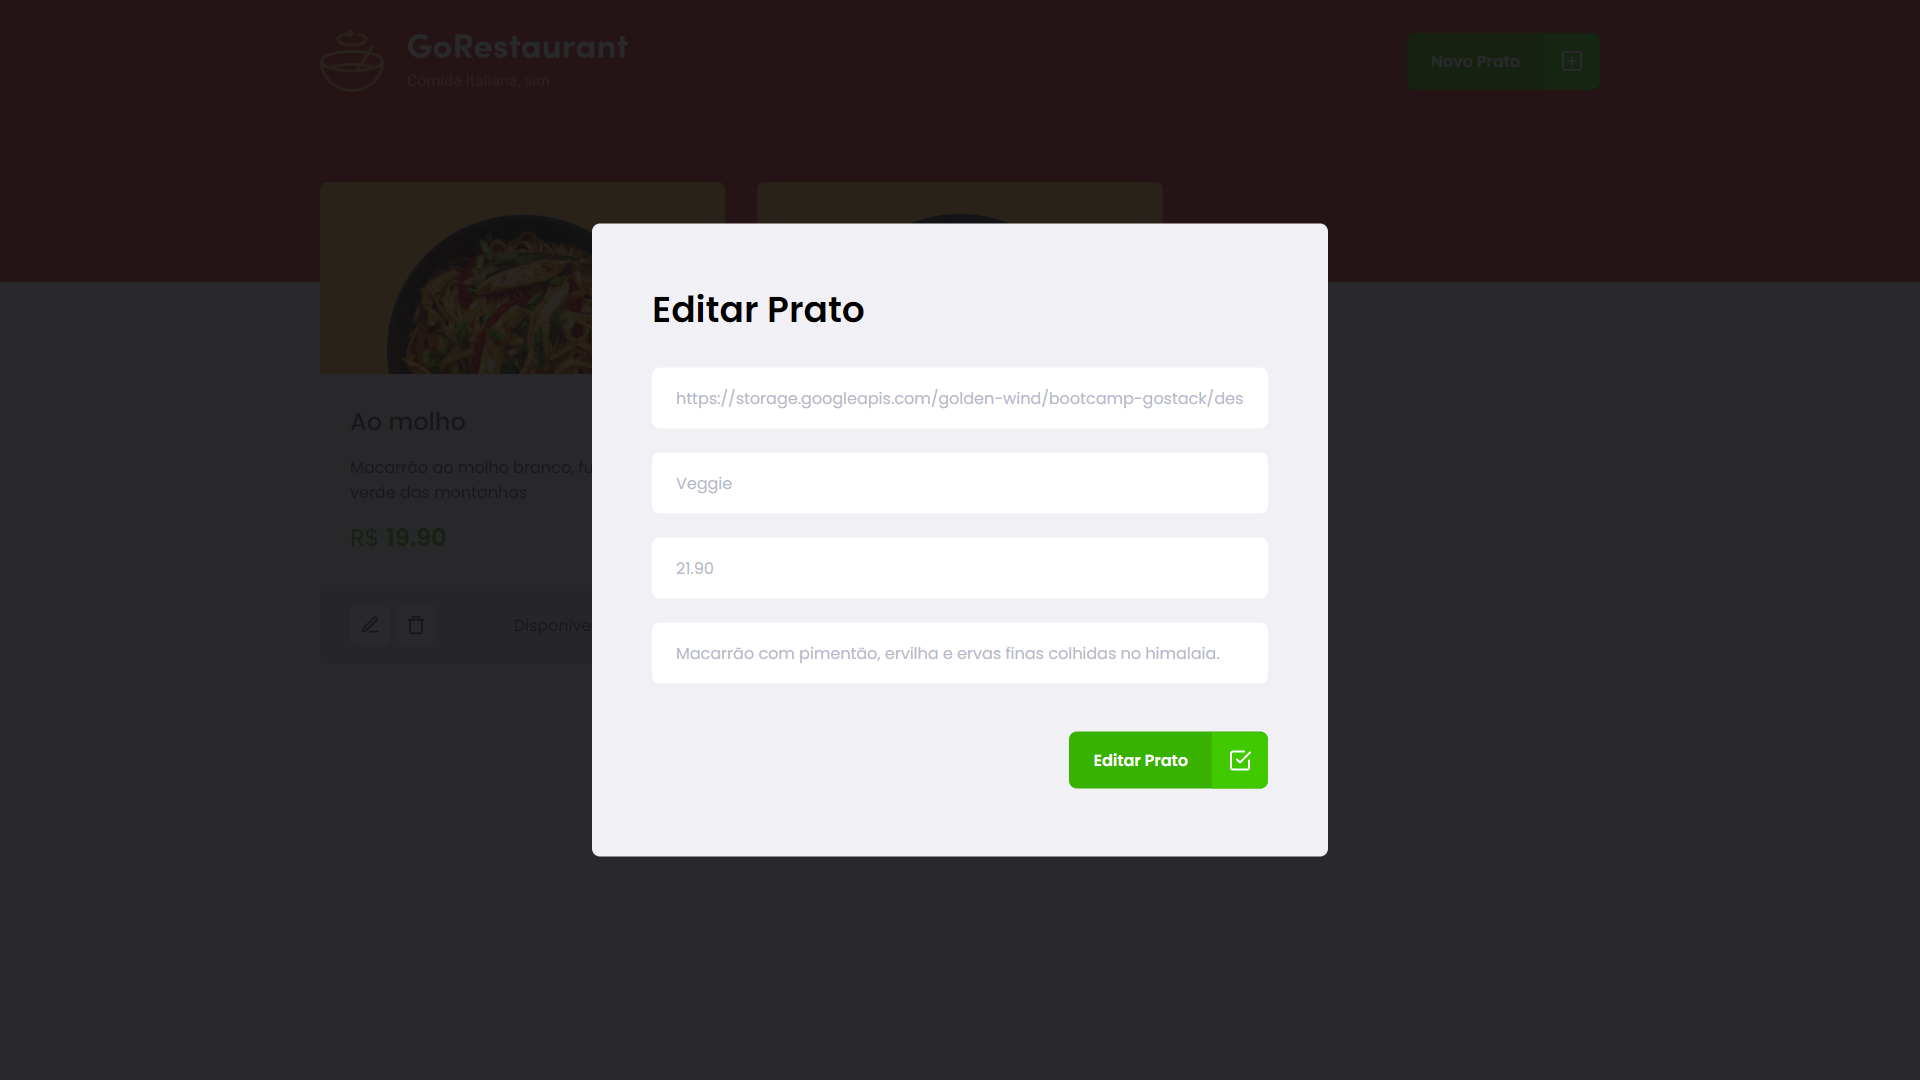 GoRestaurant
Comida Italiana, sim.
Novo Prato
Ao molho
Macarrão ao molho branco, fu
verde das montanhas
R$ 19.90
Disponíve
Editar Prato
https://storage.googleapis.com/golden-wind/bootcamp-gostack/des
Veggie
21.90
Macarrão com pimentão, ervilha e ervas finas colhidas no himalaia.
Editar Prato